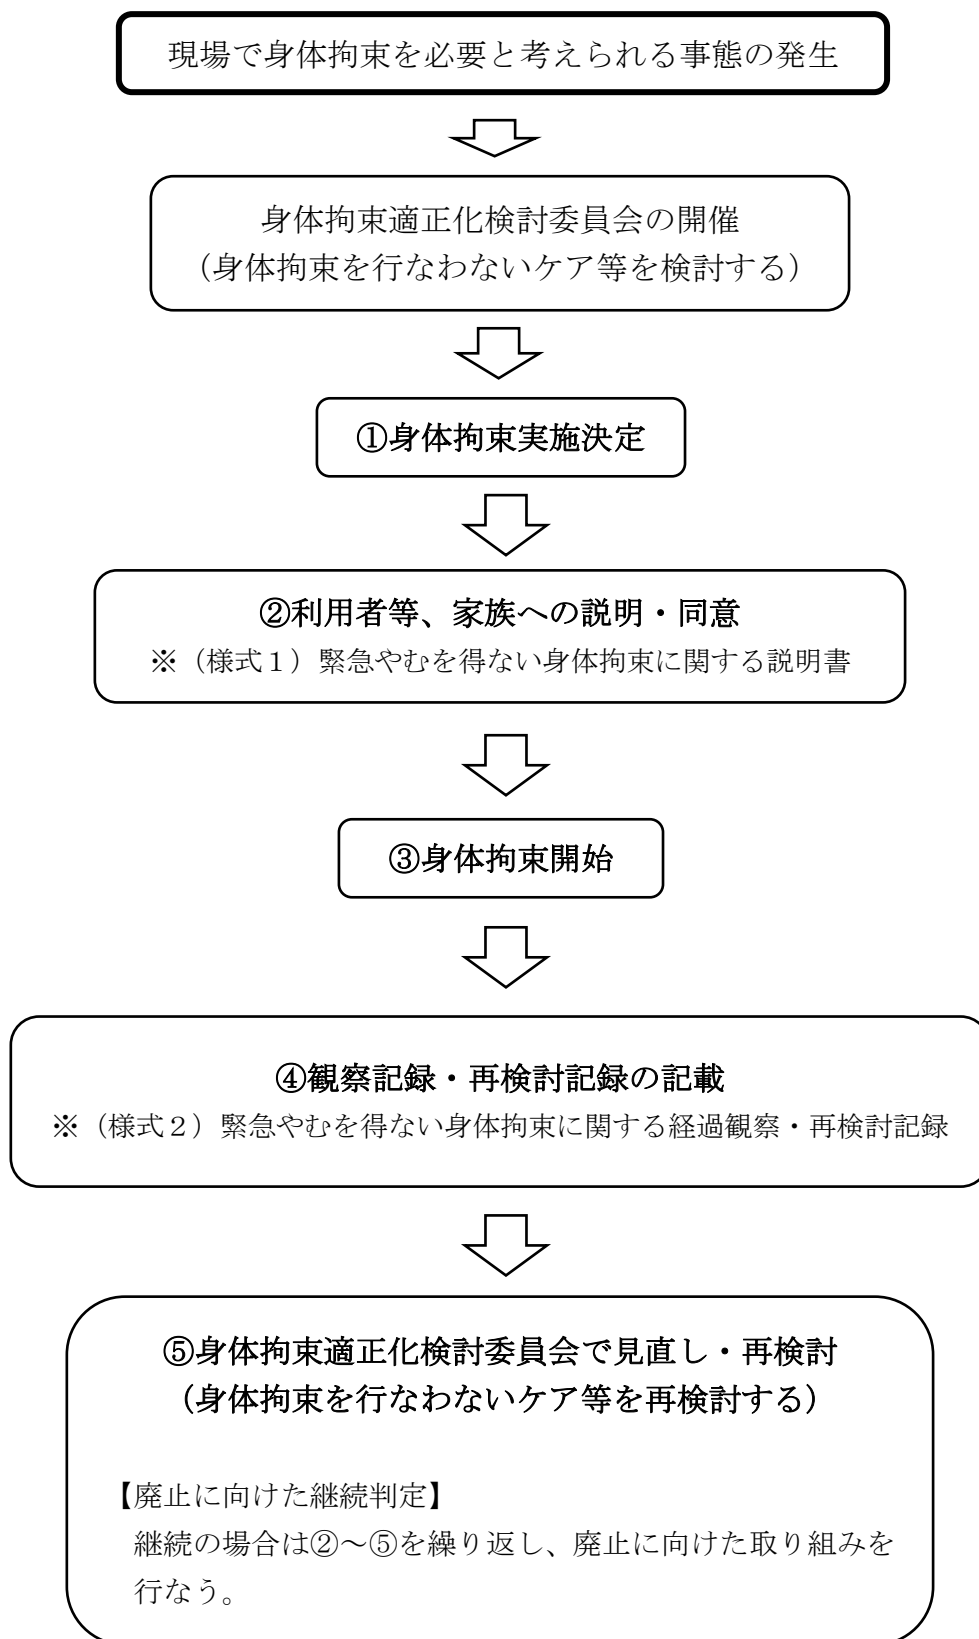 現場で身体拘束を必要と考えられる事態の発生
身体拘束適正化検討委員会の開催
（身体拘束を行なわないケア等を検討する）
①身体拘束実施決定
②利用者等、家族への説明・同意
※（様式１）緊急やむを得ない身体拘束に関する説明書
③身体拘束開始
④観察記録・再検討記録の記載
※（様式２）緊急やむを得ない身体拘束に関する経過観察・再検討記録
⑤身体拘束適正化検討委員会で見直し・再検討
（身体拘束を行なわないケア等を再検討する）
【廃止に向けた継続判定】
継続の場合は②～⑤を繰り返し、廃止に向けた取り組みを
行なう。